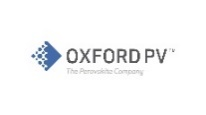 OXFORD PV™
The Perovskite Company